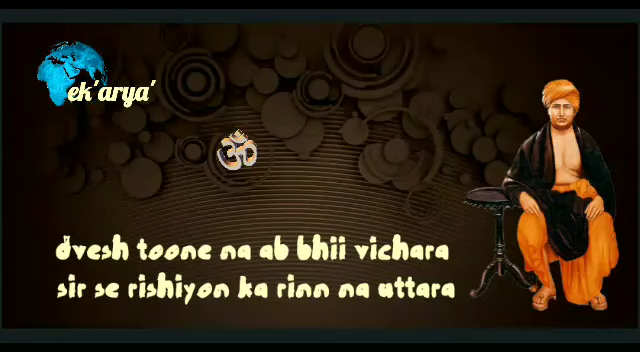 ek'arya'
ॐ
dvesh toone na ab bhii vichara
sir se rishiyon ka rinn na uttara